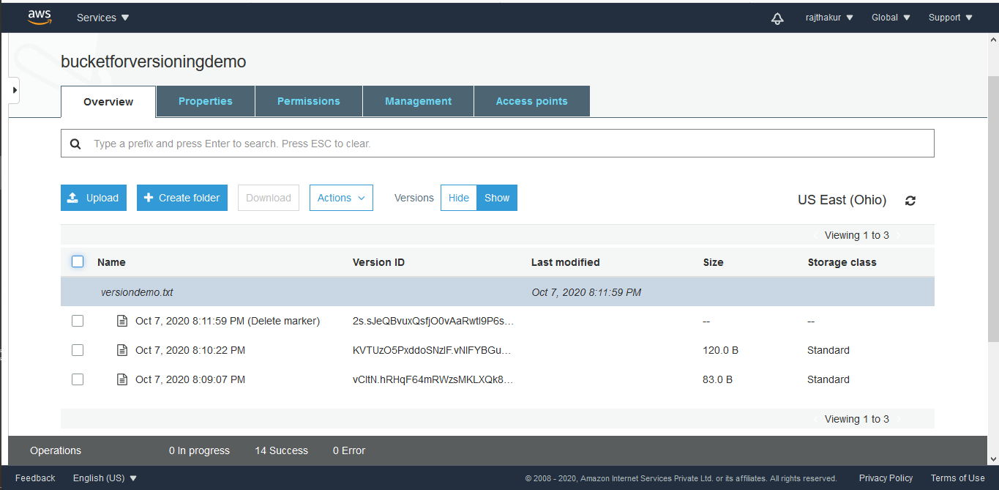 aws Services rajthakur Global Support
bucketforversioningdemo
Overview Properties Permissions Management Access points
Type a prefix and press Enter to search. Press ESC to clear.
Upload Create folder Download Actions Versions Hide Show US East (Ohio)
Viewing 1 to 3
Name Version ID Last modified Size Storage class
versiondemo.txt Oct 7, 2020 8:11:59 PM
Oct 7, 2020 8:11:59 PM (Delete marker) 2s.sJeQBvuxQsfjO0vAaRwtl9P6s... -- --
Oct 7, 2020 8:10:22 PM KVTUzO5PxddoSNzlF.vNlFYBGu... 120.0 B Standard
Oct 7, 2020 8:09:07 PM vCltN.hRHqF64mRWzsMKLXQk8... 83.0 B Standard
Viewing 1 to 3
Operations 0 In progress 14 Success 0 Error
Feedback English (US) © 2008 - 2020, Amazon Internet Services Private Ltd. or its affiliates. All rights reserved. Privacy Policy Terms of Use